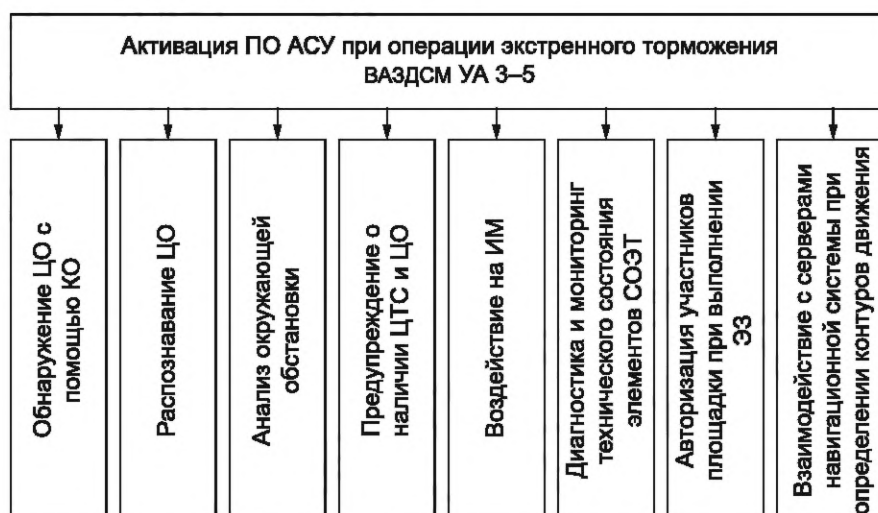 Активация ПО АСУ при операции экстренного торможения
ВАЗДСМ УА 3–5
Обнаружение ЦО с
помощью КО
Распознавание ЦО
Анализ окружающей
обстановки
Предупреждение о
наличии ЦТС и ЦО
Воздействие на ИМ
Диагностика и мониторинг
технического состояния
элементов СОЭТ
Авторизация участников
площадки при выполнении
ЭЗ
Взаимодействие с серверами
навигационной системы при
определении контуров движения